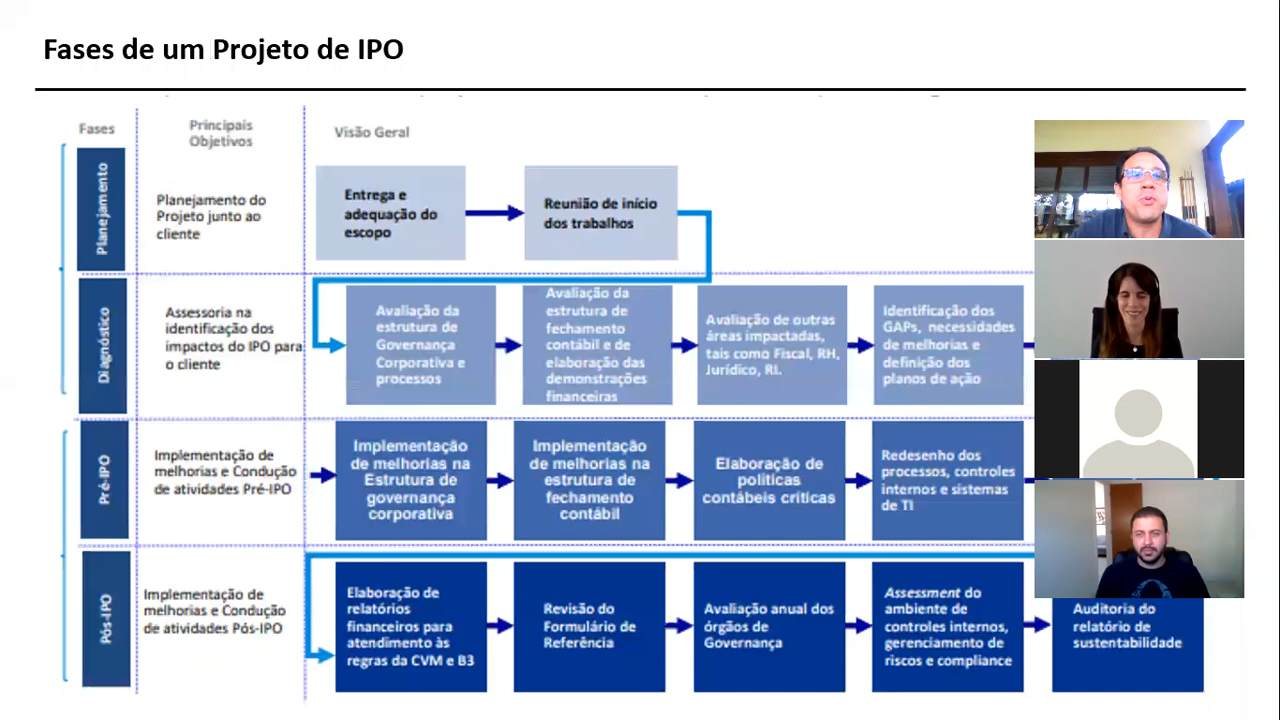 Fases de um Projeto de IPO
Fases
Principais
Objetivos
Visão Geral
Planejamento
Planejamento do
Projeto junto ao
cliente
Entrega e
adequação do
escopo
Reunião de início
dos trabalhos
Diagnóstico
Assessoria na
identificação dos
impactos do IPO para
o cliente
Avaliação da
estrutura de
Governança
Corporativa e
processos
Avaliação da
estrutura de
fechamento
contábil e de
elaboração das
demonstrações
financeiras
Avaliação de outras
áreas impactadas,
tais como Fiscal, RH,
Jurídico, RI.
Identificação dos
GAPs, necessidades
de melhorias e
definição dos
planos de ação
Pré-IPO
Implementação de
melhorias e Condução
de atividades Pré-IPO
Implementação
de melhorias na
Estrutura de
governança
corporativa
Implementação
de melhorias na
estrutura de
fechamento
contábil
Elaboração de
políticas
contábeis críticas
Redesenho dos
processos, controles
internos e sistemas
de TI
Pós-IPO
Implementação de
melhorias e Condução
de atividades Pós-IPO
Elaboração de
relatórios
financeiros para
atendimento às
regras da CVM e B3
Revisão do
Formulário de
Referência
Avaliação anual dos
órgãos de
Governança
Assessment do
ambiente de
controles internos,
gerenciamento de
riscos e compliance
Auditoria do
relatório de
sustentabilidade